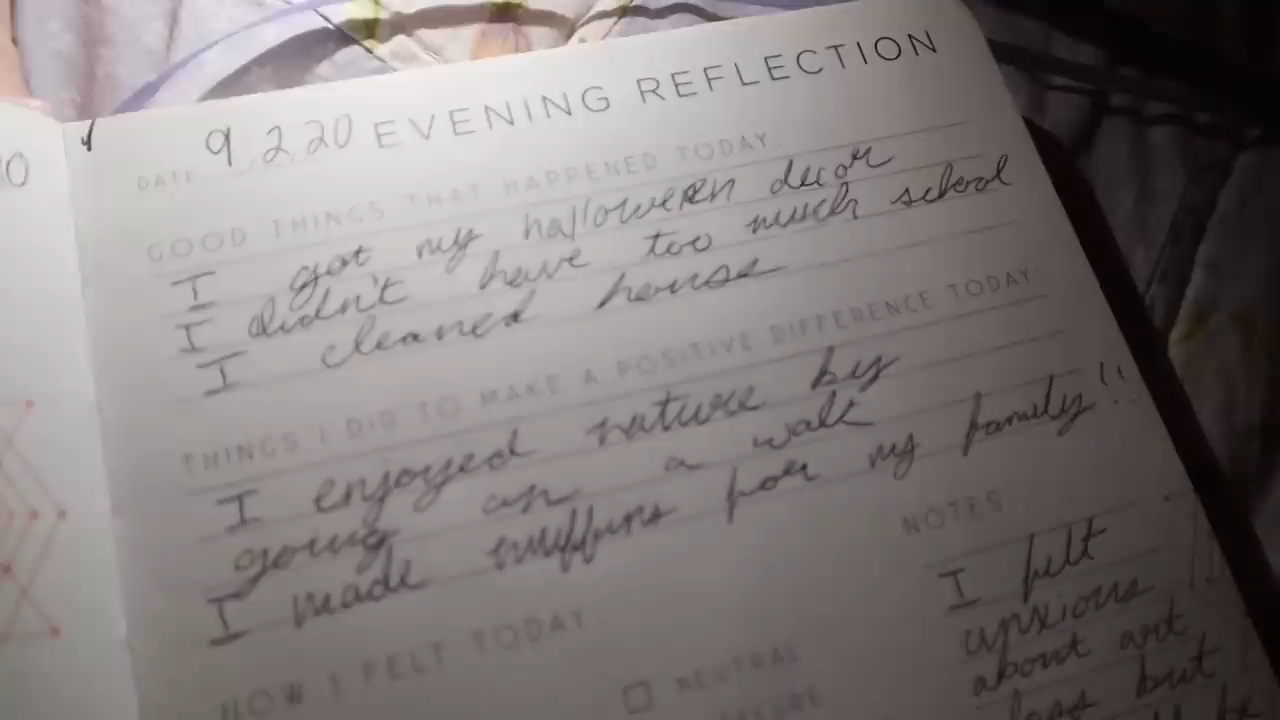 EVENING REFLECTION
DATE 9.2.20
GOOD THINGS THAT HAPPENED TODAY.
I got my halloween decor
I didn't have too much school
I cleaned house
THINGS I DID TO MAKE A POSITIVE DIFFERENCE TODAY.
I enjoyed nature by
going on a walk
I made muffins for my family!!
HOW I FELT TODAY
NEUTRAL
NOTES
I felt
anxious
about art
but